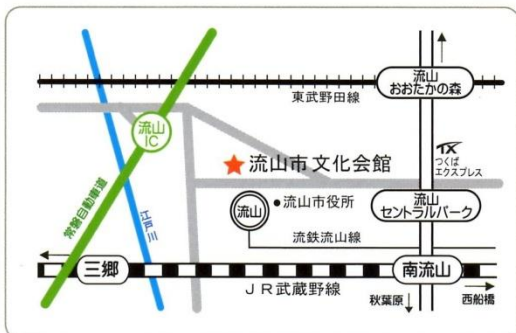 流山
おおたかの森
東武野田線
流山
IC
TX
つくば
エクスプレス
流山市文化会館
常磐自動車道
江戸川
流山
流山市役所
流山
セントラルパーク
流鉄流山線
三郷
南流山
JR武蔵野線
秋葉原
西船橋